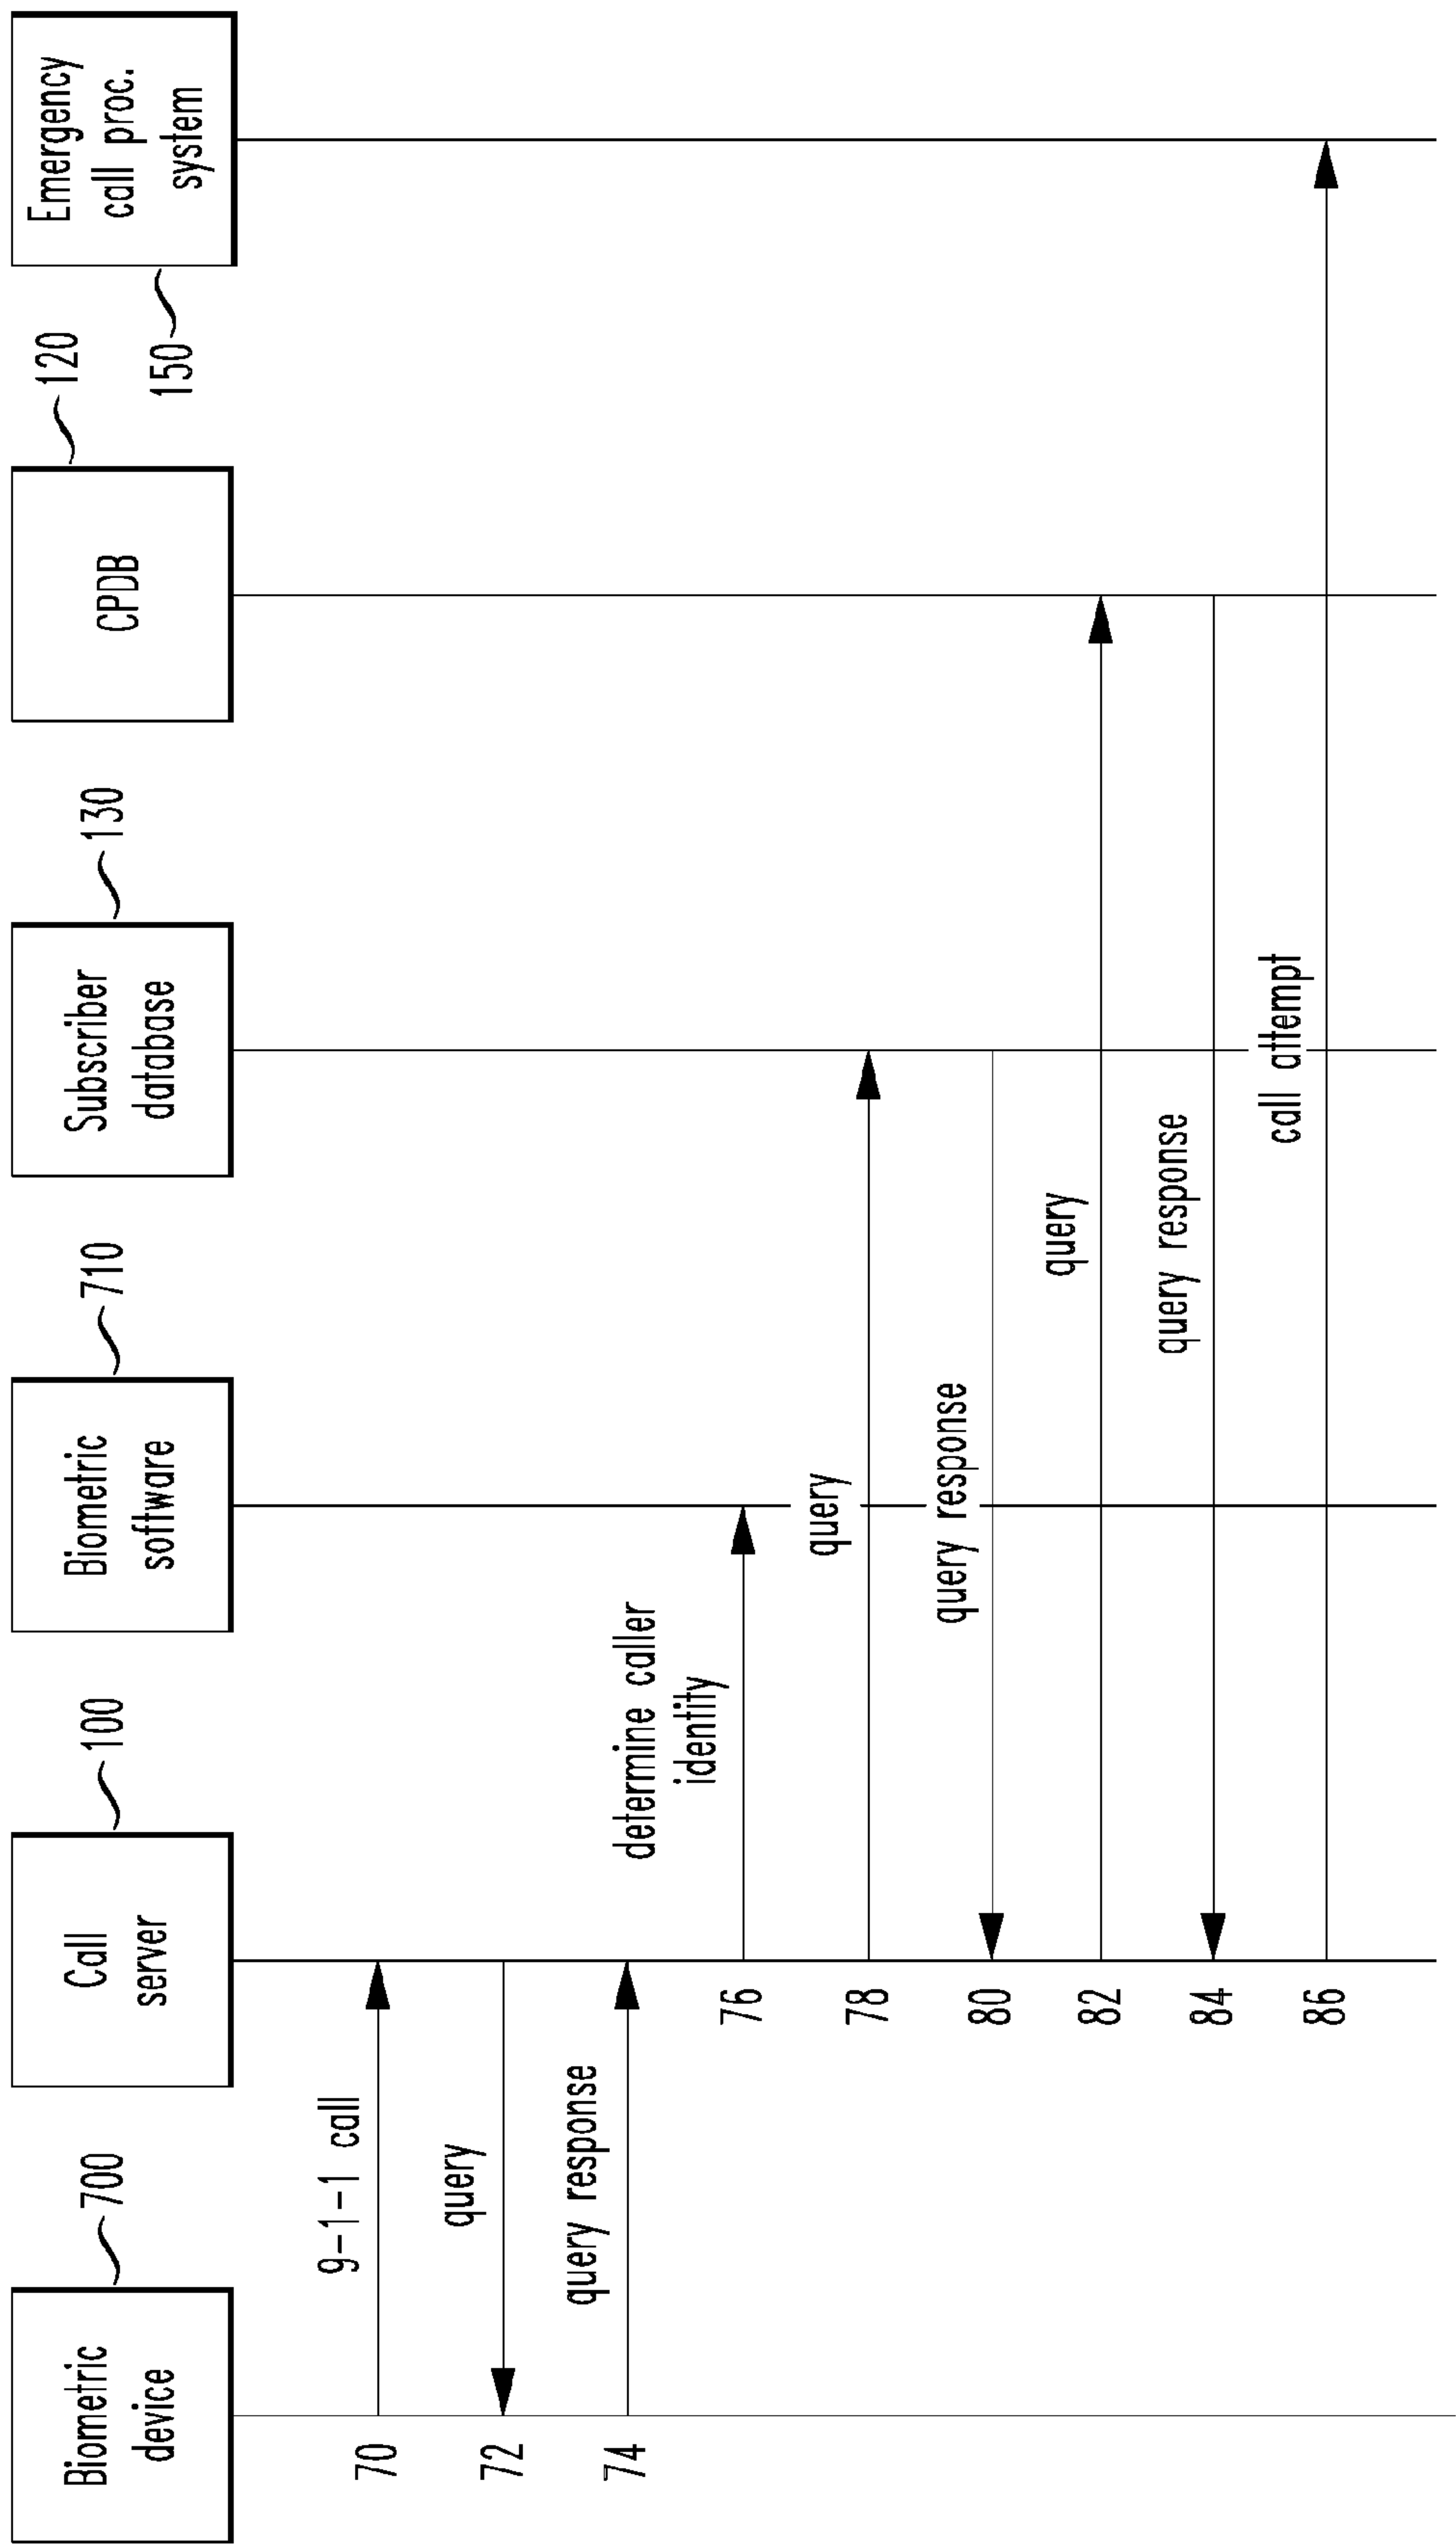 Biometric
device
700
Call
server
100
Biometric
software
710
Subscriber
database
130
CPDB
120
Emergency
call proc.
system
150
70
9-1-1 call
72
query
74
query response
determine caller
identity
76
query
78
query response
80
query
82
query response
84
call attempt
86